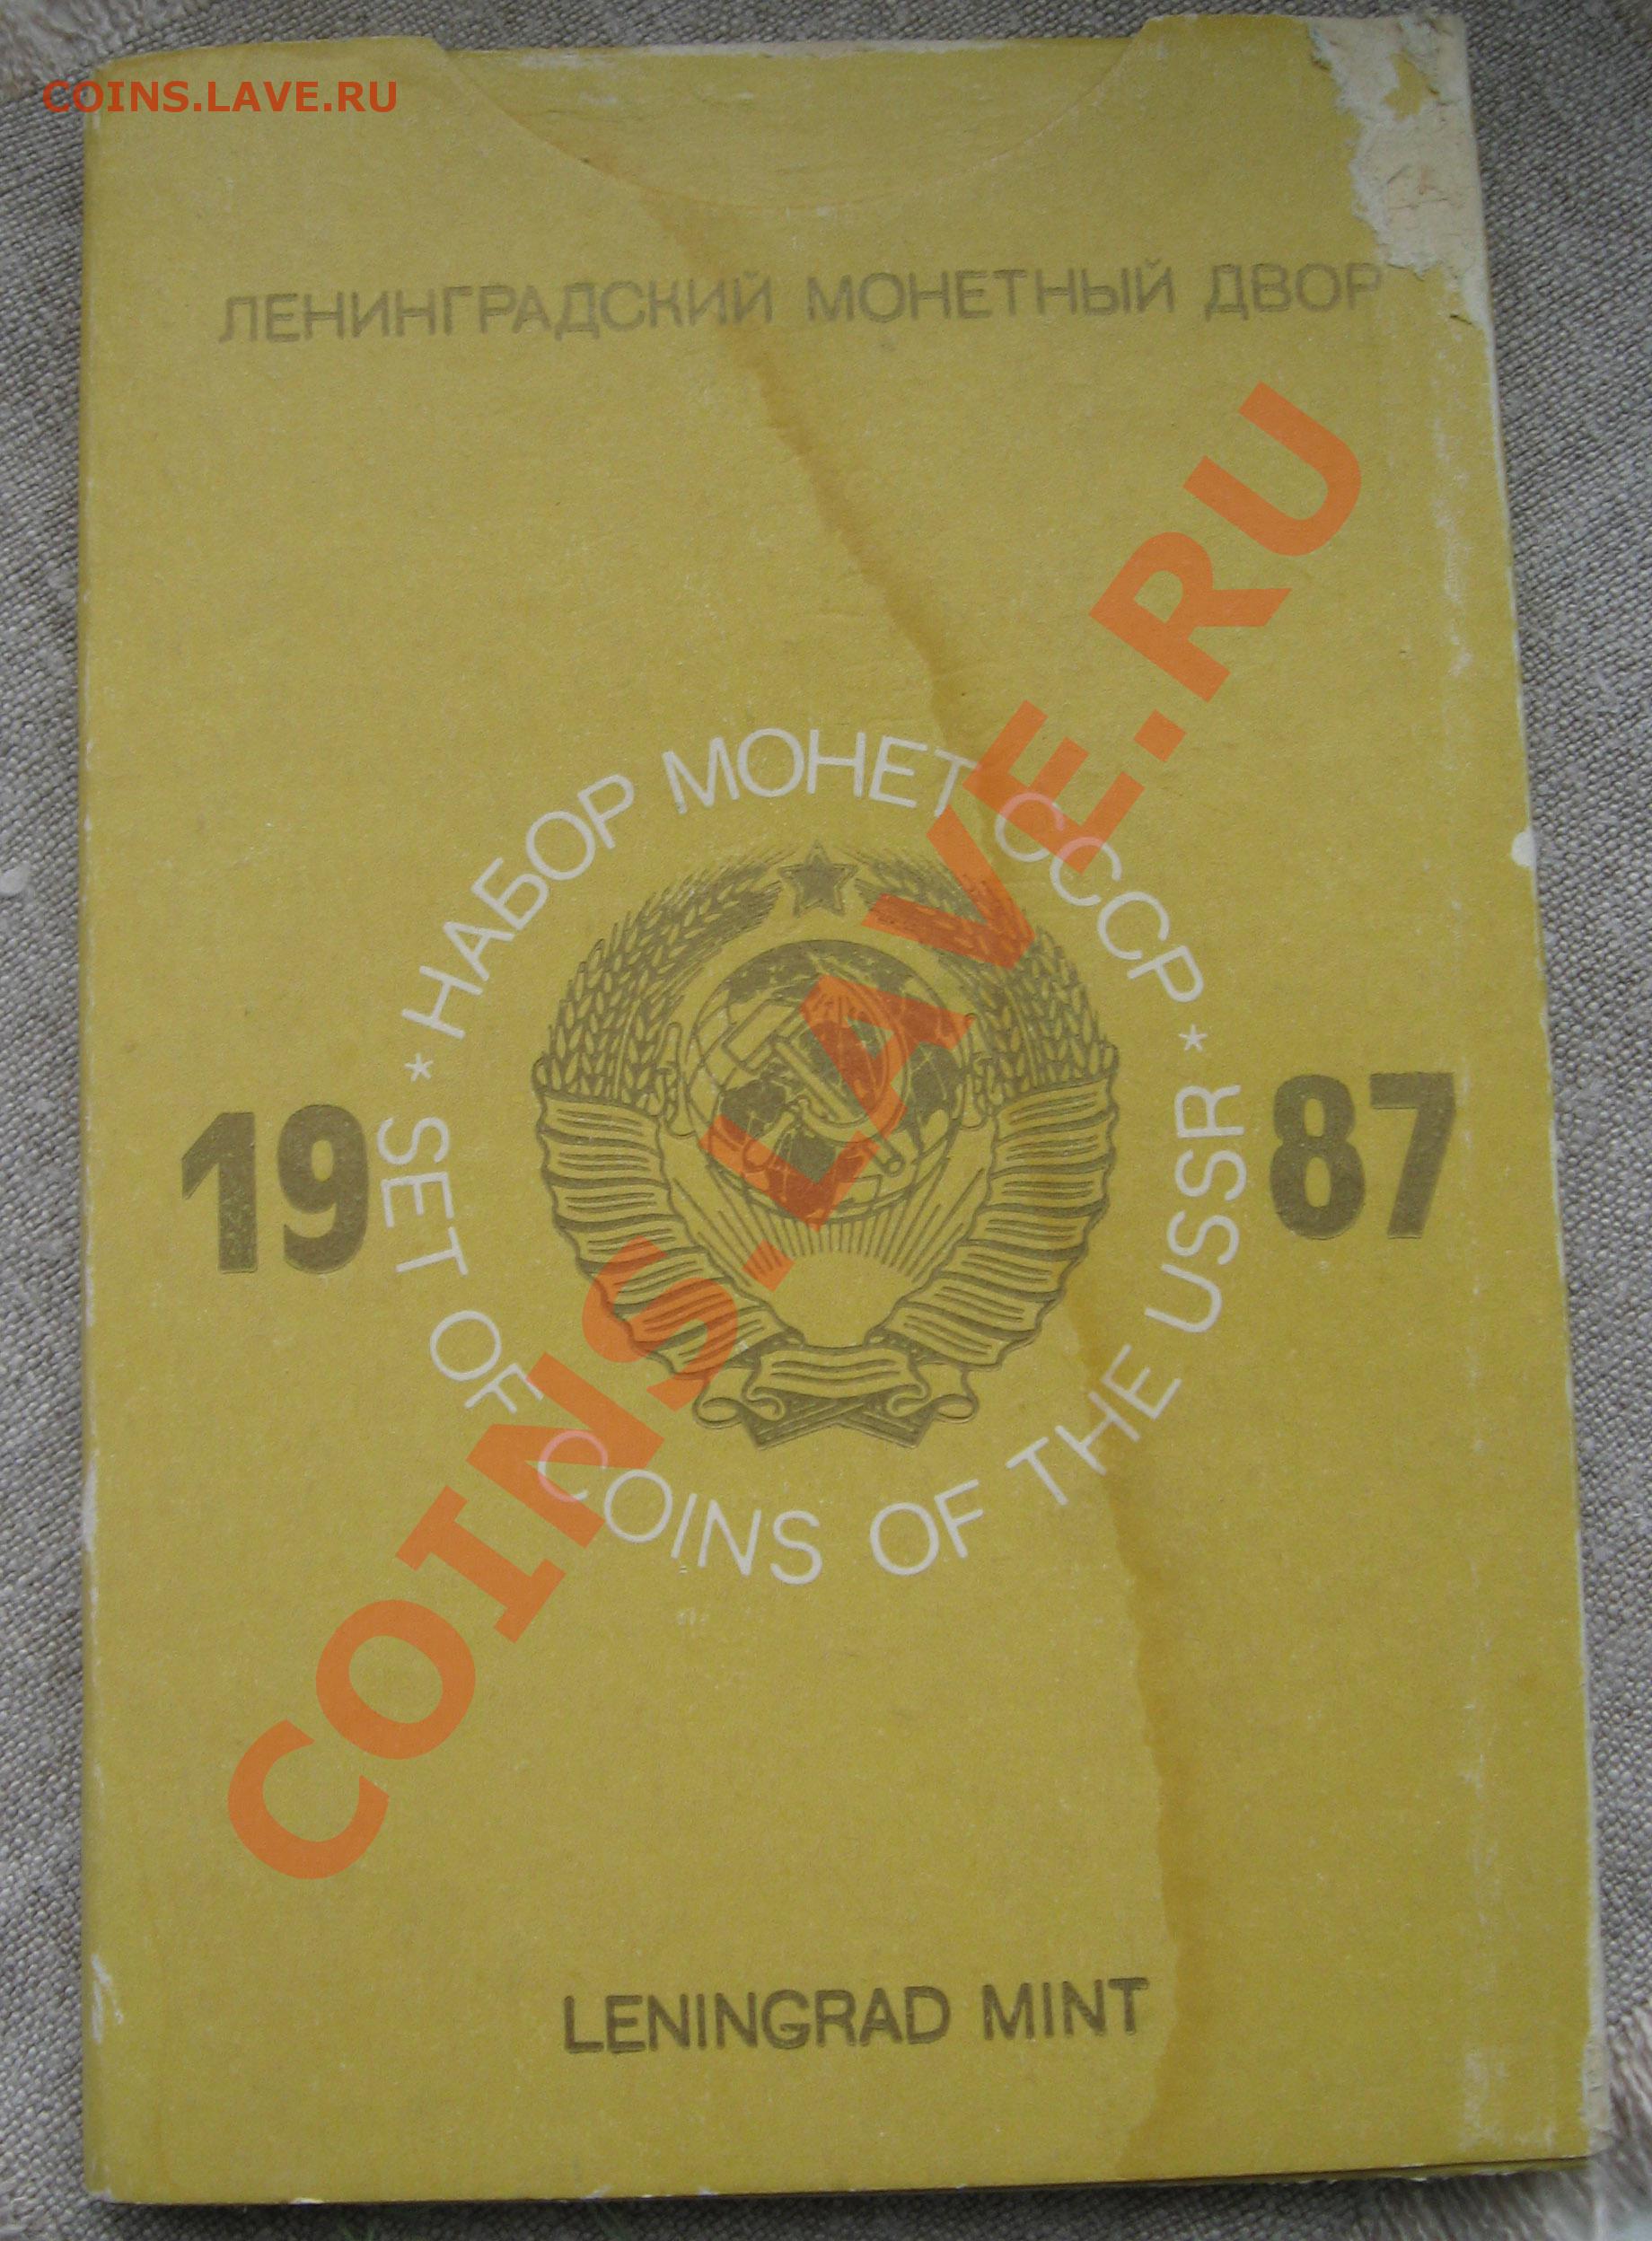 COINS.LAVE.RU
ЛЕНИНГРАДСКИЙ МОНЕТНЫЙ ДВОР
* НАБОР МОНЕТ СССР *
19 87
SET OF COINS OF THE USSR
COINS.LAVE.RU
LENINGRAD MINT